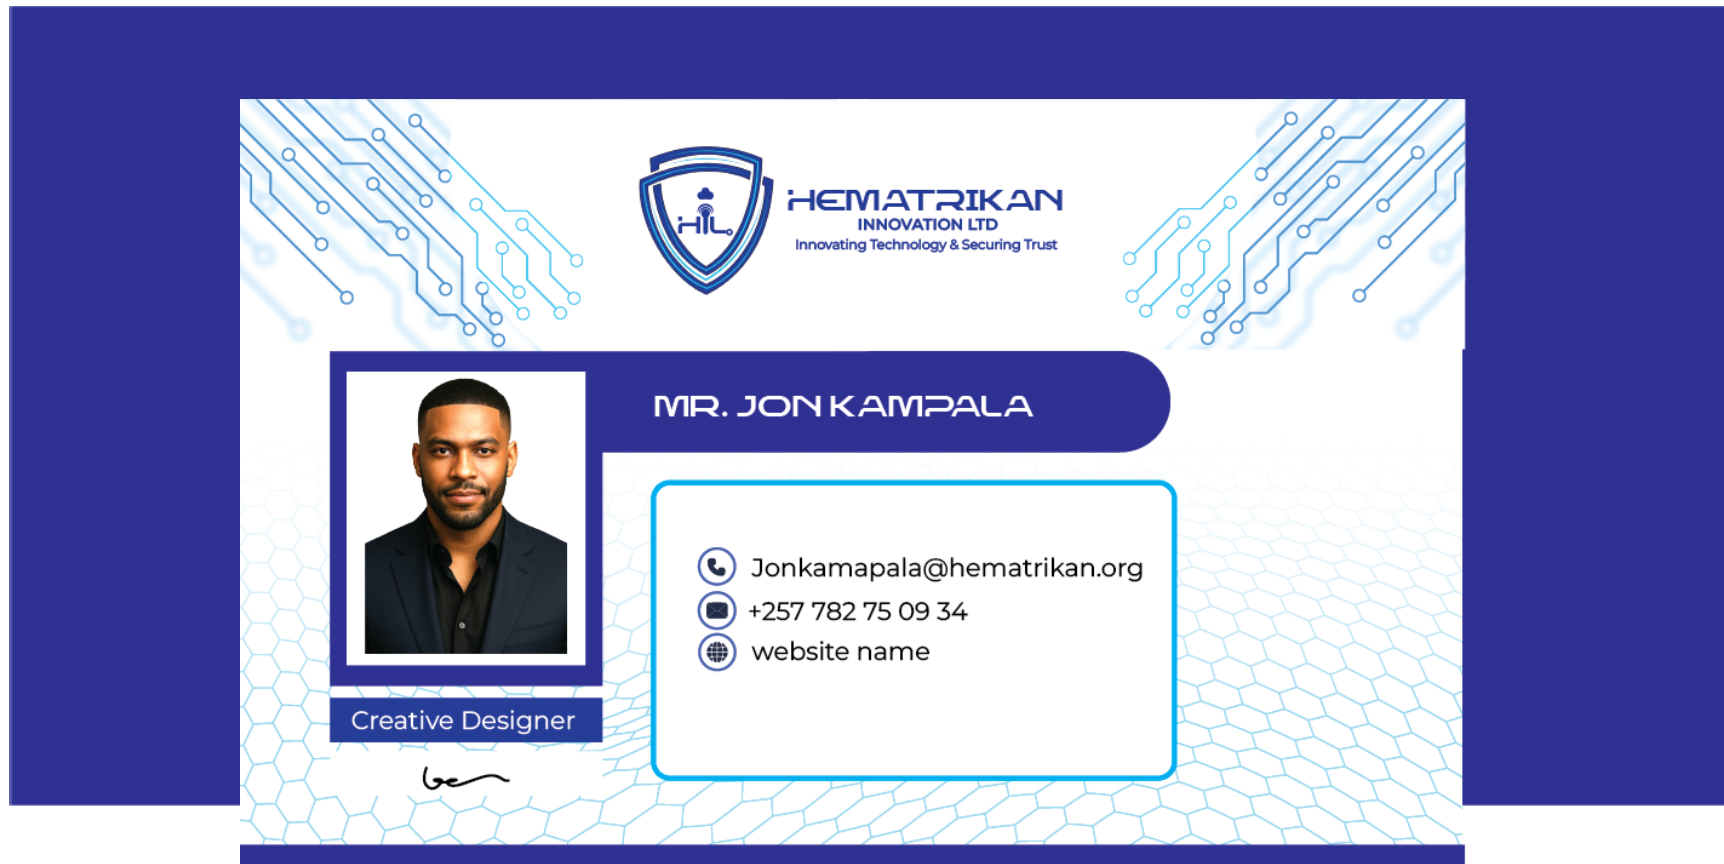 HIL
HEMATRIKAN
INNOVATION LTD
Innovating Technology & Securing Trust
MR. JON KAMPALA
Jonkamapala@hematrikan.org
+257 782 75 09 34
website name
Creative Designer